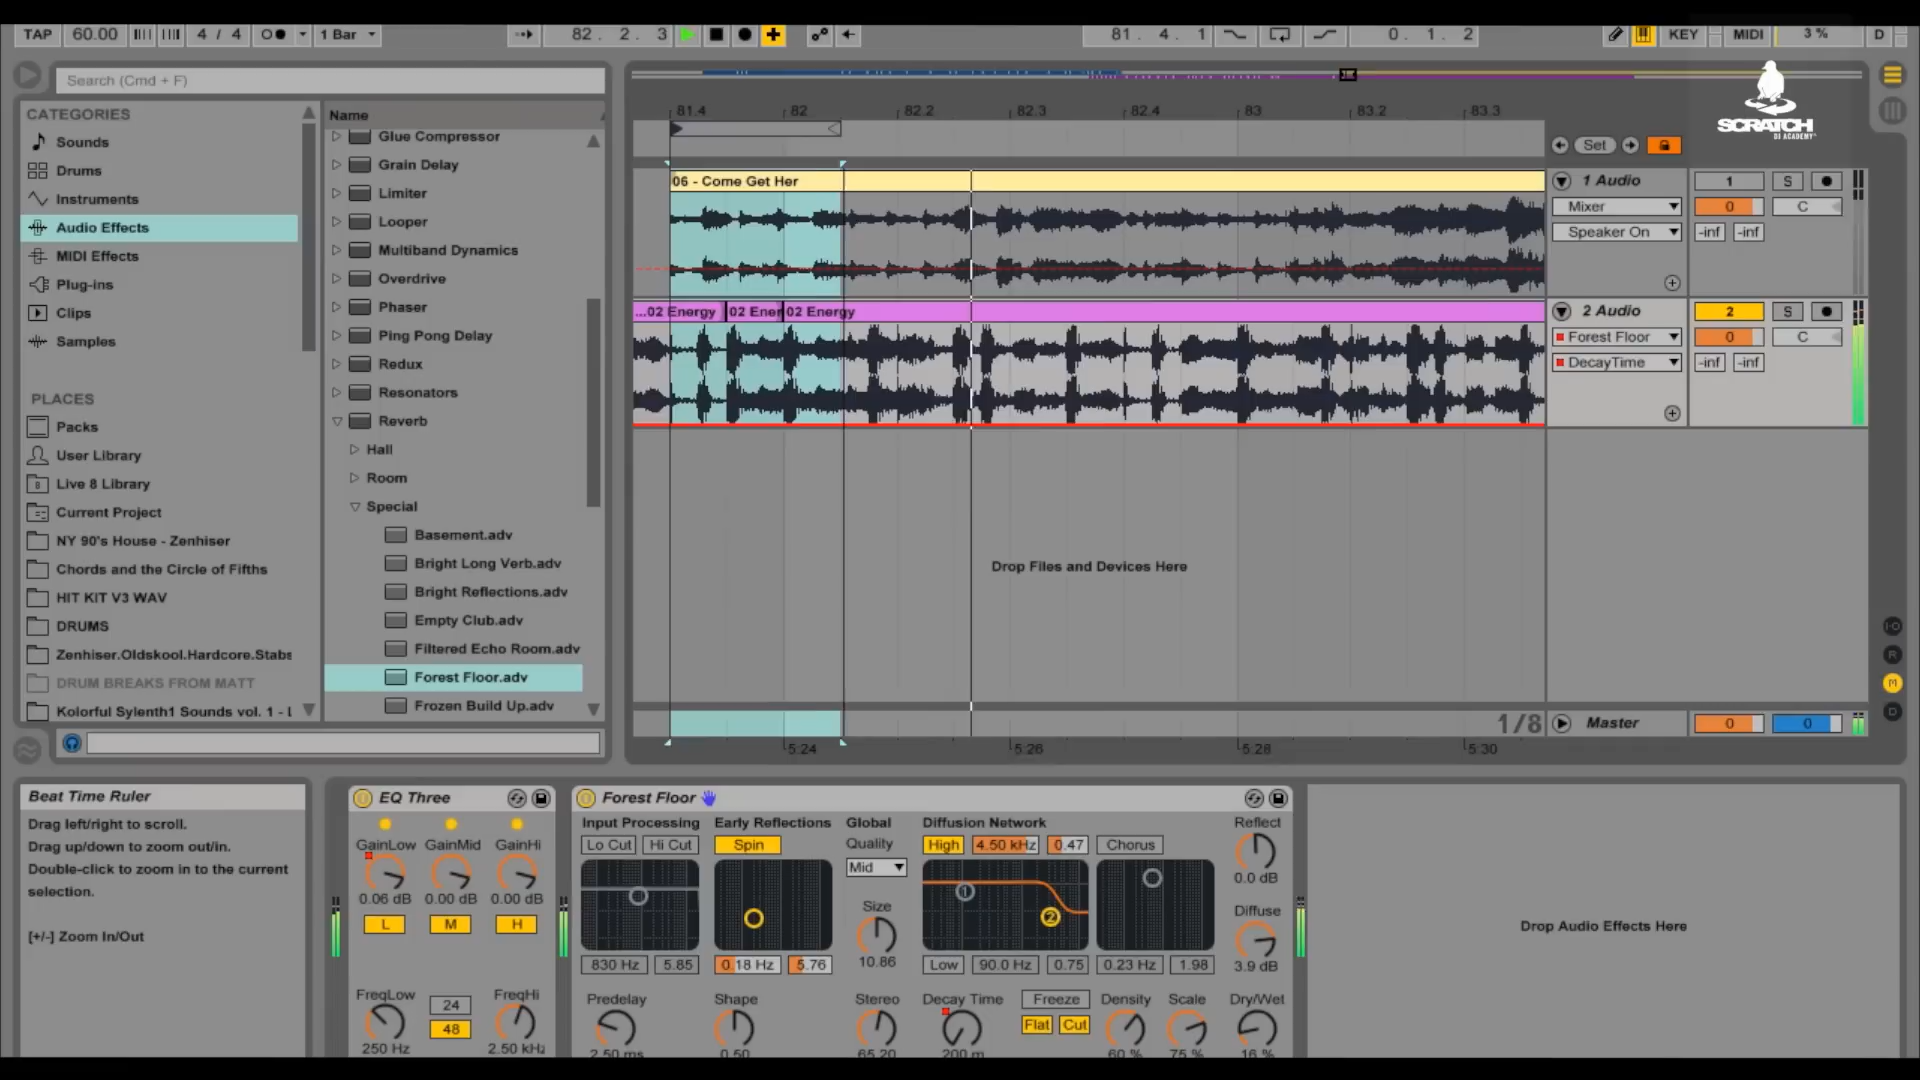 TAP 60.00 4 / 4 1 Bar 82. 2. 3 81. 4. 1 0. 1. 2 KEY MIDI 3 % D
Search (Cmd + F)
SCRATCH
DJ ACADEMY
CATEGORIES
Sounds
Drums
Instruments
Audio Effects
MIDI Effects
Plug-ins
Clips
Samples
PLACES
Packs
User Library
Live 8 Library
Current Project
NY 90's House - Zenhiser
Chords and the Circle of Fifths
HIT KIT V3 WAV
DRUMS
Zenhiser.Oldskool.Hardcore.Stabs
DRUM BREAKS FROM MATT
Kolorful Sylenth1 Sounds vol. 1 - L
Name
Glue Compressor
Grain Delay
Limiter
Looper
Multiband Dynamics
Overdrive
Phaser
Ping Pong Delay
Redux
Resonators
Reverb
Hall
Room
Special
Basement.adv
Bright Long Verb.adv
Bright Reflections.adv
Empty Club.adv
Filtered Echo Room.adv
Forest Floor.adv
Frozen Build Up.adv
81.4 82 82.2 82.3 82.4 83 83.2 83.3
Set
06 - Come Get Her
1 Audio 1 S
Mixer 0 C
Speaker On -inf -inf
...02 Energy 02 Ener 02 Energy
2 Audio 2 S
Forest Floor 0 C
DecayTime -inf -inf
Drop Files and Devices Here
I-O
R
M
D
1/8 Master 0 0
5:24 5:26 5:28 5:30
Beat Time Ruler
Drag left/right to scroll.
Drag up/down to zoom out/in.
Double-click to zoom in to the current
selection.
[+/-] Zoom In/Out
EQ Three
GainLow GainMid GainHi
0.06 dB 0.00 dB 0.00 dB
L M H
FreqLow 24 FreqHi
48
250 Hz 2.50 kHz
Forest Floor
Input Processing Early Reflections Global Diffusion Network Reflect
Lo Cut Hi Cut Spin Quality High 4.50 kHz 0.47 Chorus
Mid
0.0 dB
1
2
Size
Diffuse
10.86
3.9 dB
830 Hz 5.85 0.18 Hz 5.76 Low 90.0 Hz 0.75 0.23 Hz 1.98
Predelay Shape Stereo Decay Time Freeze Density Scale Dry/Wet
Flat Cut
2.50 ms 0.50 65.20 200 m 60 % 75 % 16 %
Drop Audio Effects Here